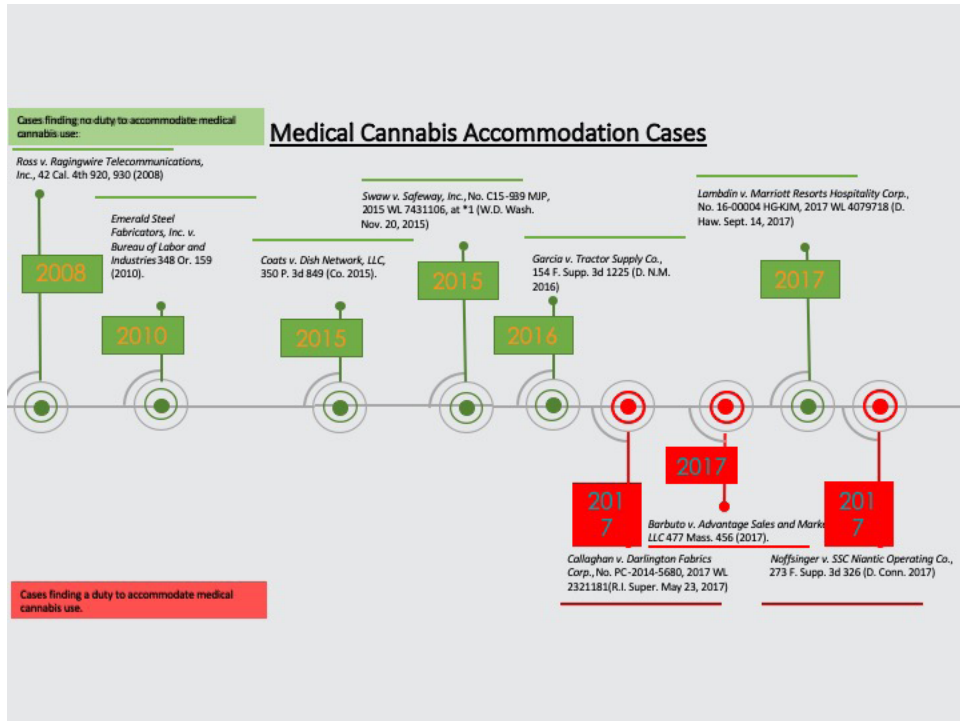 Cases finding no duty to accommodate medical
cannabis use:
Medical Cannabis Accommodation Cases
Ross v. Ragingwire Telecommunications,
Inc., 42 Cal. 4th 920, 930 (2008)
2008
Emerald Steel
Fabricators, Inc. v.
Bureau of Labor and
Industries 348 Or. 159
(2010).
2010
Coats v. Dish Network, LLC,
350 P. 3d 849 (Co. 2015).
2015
Swaw v. Safeway, Inc., No. C15-939 MJP,
2015 WL 7431106, at *1 (W.D. Wash.
Nov. 20, 2015)
2015
Garcia v. Tractor Supply Co.,
154 F. Supp. 3d 1225 (D. N.M.
2016)
2016
Lambdin v. Marriott Resorts Hospitality Corp.,
No. 16-00004 HG-KJM, 2017 WL 4079718 (D.
Haw. Sept. 14, 2017)
2017
201
7
Callaghan v. Darlington Fabrics
Corp., No. PC-2014-5680, 2017 WL
2321181(R.I. Super. May 23, 2017)
2017
Barbuto v. Advantage Sales and
LLC 477 Mass. 456 (2017).
201
7
Noffsinger v. SSC Niantic Operating Co.,
273 F. Supp. 3d 326 (D. Conn. 2017)
Cases finding a duty to accommodate medical
cannabis use.